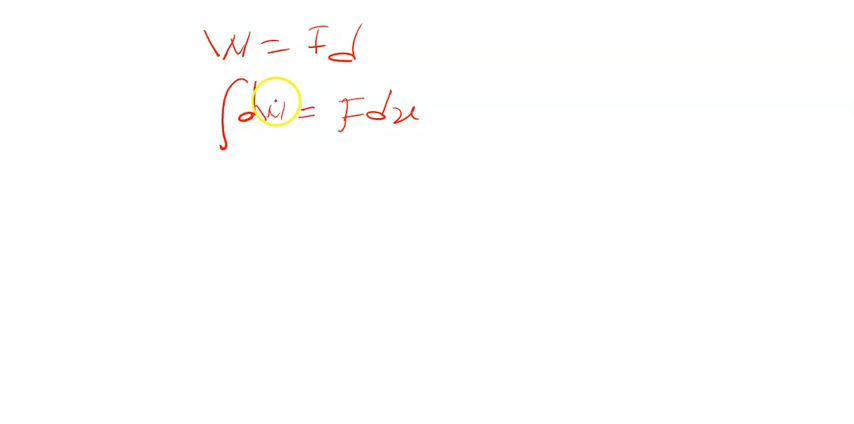 W = Fd
∫dW = Fdx